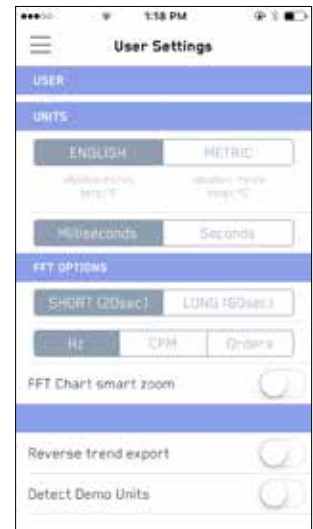 1:18 PM
User Settings
USER
UNITS
ENGLISH METRIC
Milliseconds Seconds
FFT OPTIONS
SHORT (20sec) LONG (60sec)
Hz CPM Orders
FFT Chart smart zoom
Reverse trend export
Detect Demo Units